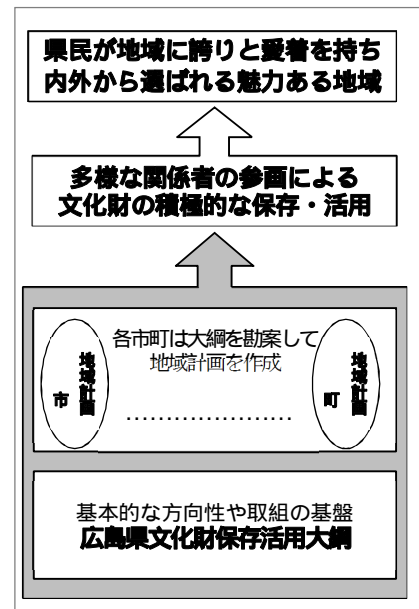 県民が地域に誇りと愛着を持ち
内外から選ばれる魅力ある地域
多様な関係者の参画による
文化財の積極的な保存・活用
各市町は大綱を勘案して
地域計画を作成
市
地域計画
町
地域計画
…………………
基本的な方向性や取組の基盤
広島県文化財保存活用大綱